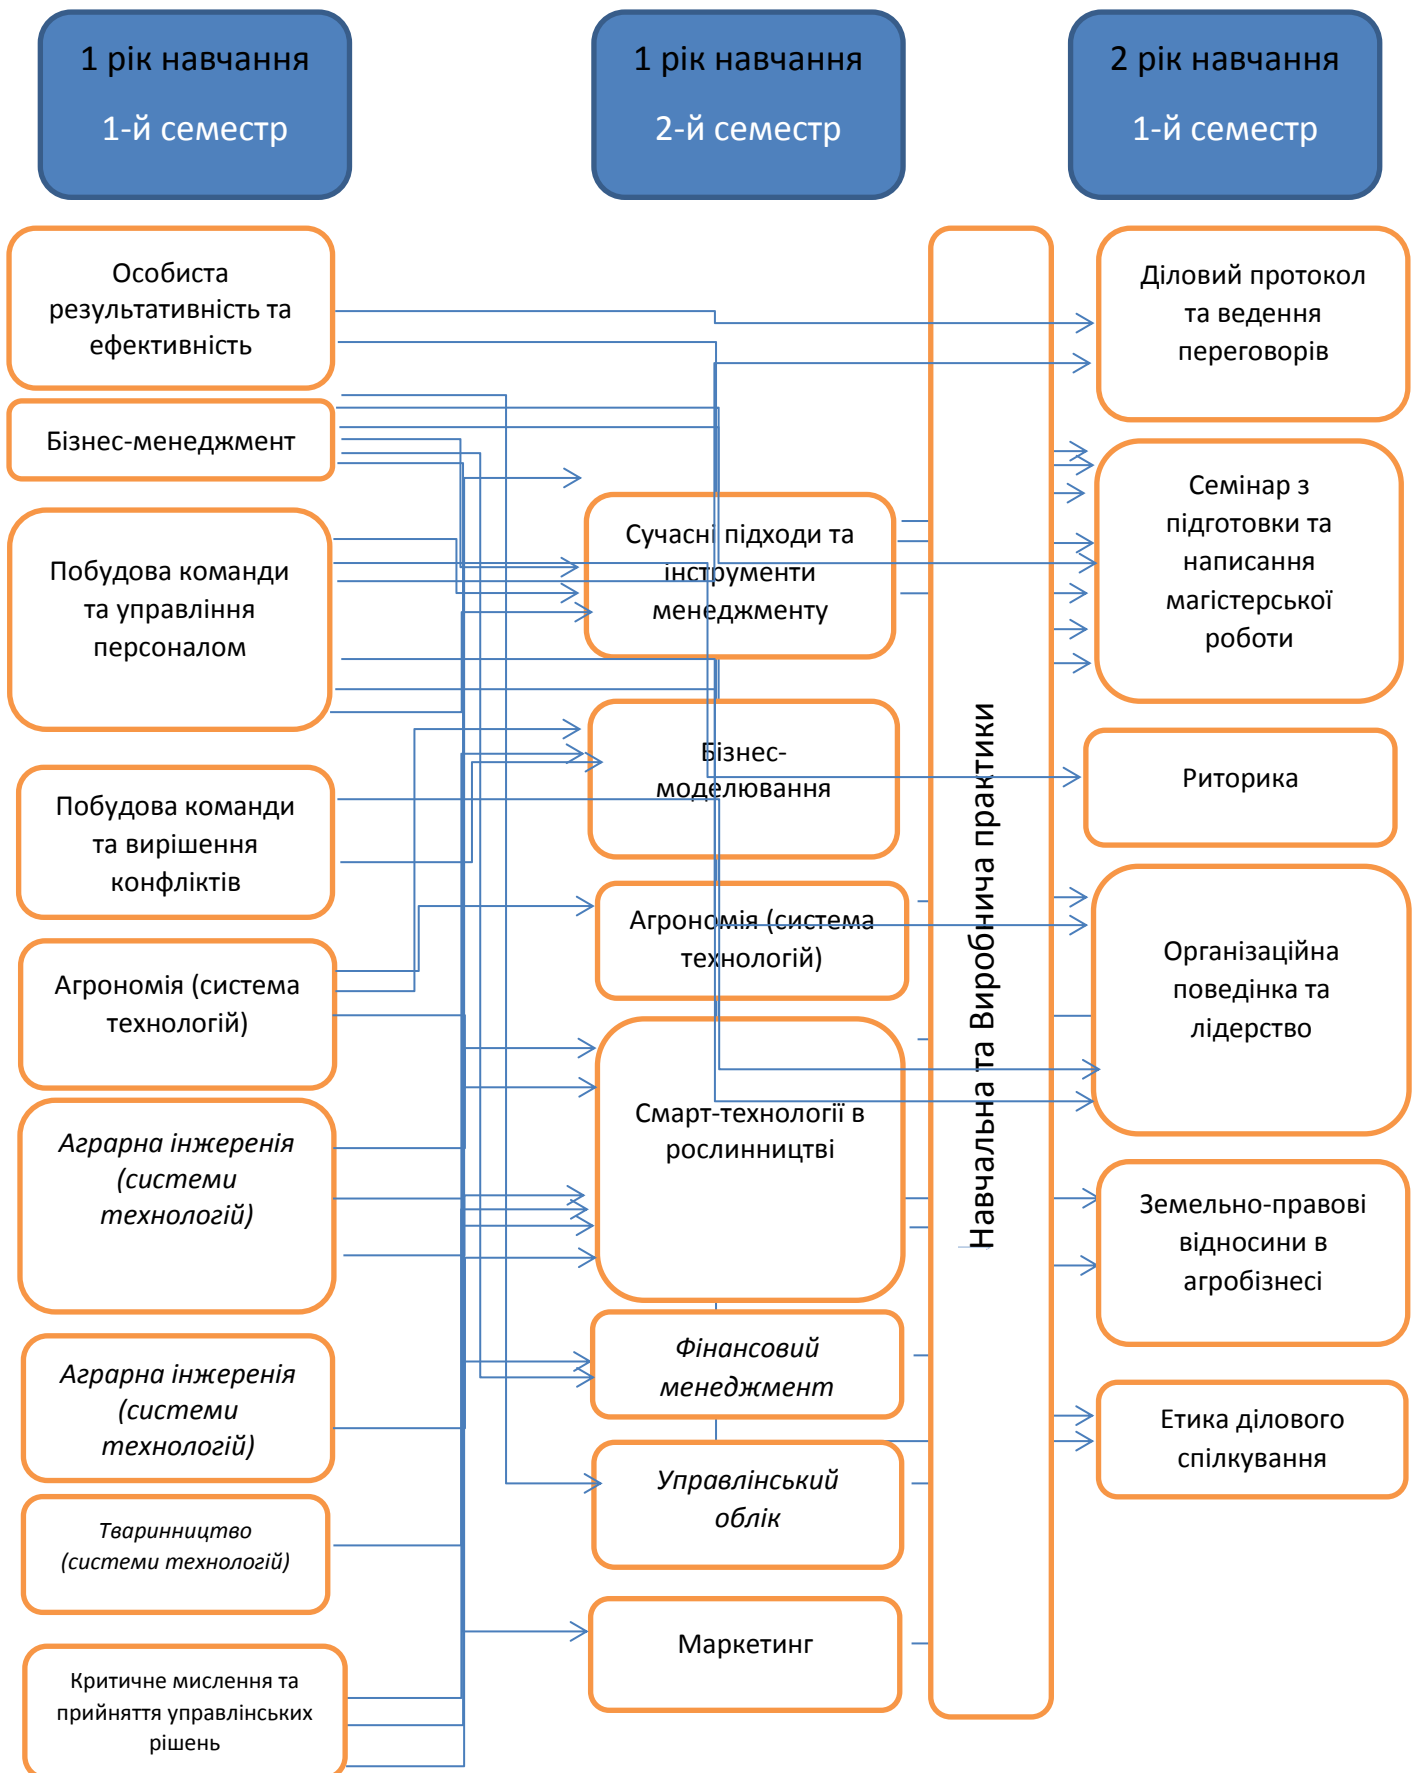 1 рік навчання
1-й семестр
1 рік навчання
2-й семестр
2 рік навчання
1-й семестр
Особиста
результативність та
ефективність
Бізнес-менеджмент
Побудова команди
та управління
персоналом
Побудова команди
та вирішення
конфліктів
Агрономія (система
технологій)
Аграрна інжеренія
(системи
технологій)
Аграрна інжеренія
(системи
технологій)
Тваринництво
(системи технологій)
Критичне мислення та
прийняття управлінських
рішень
Сучасні підходи та
інструменти
менеджменту
Бізнес-
моделювання
Агрономія (система
технологій)
Смарт-технології в
рослинництві
Фінансовий
менеджмент
Управлінський
облік
Маркетинг
Навчальна та Виробнича практики
Діловий протокол
та ведення
переговорів
Семінар з
підготовки та
написання
магістерської
роботи
Риторика
Організаційна
поведінка та
лідерство
Земельно-правові
відносини в
агробізнесі
Етика ділового
спілкування